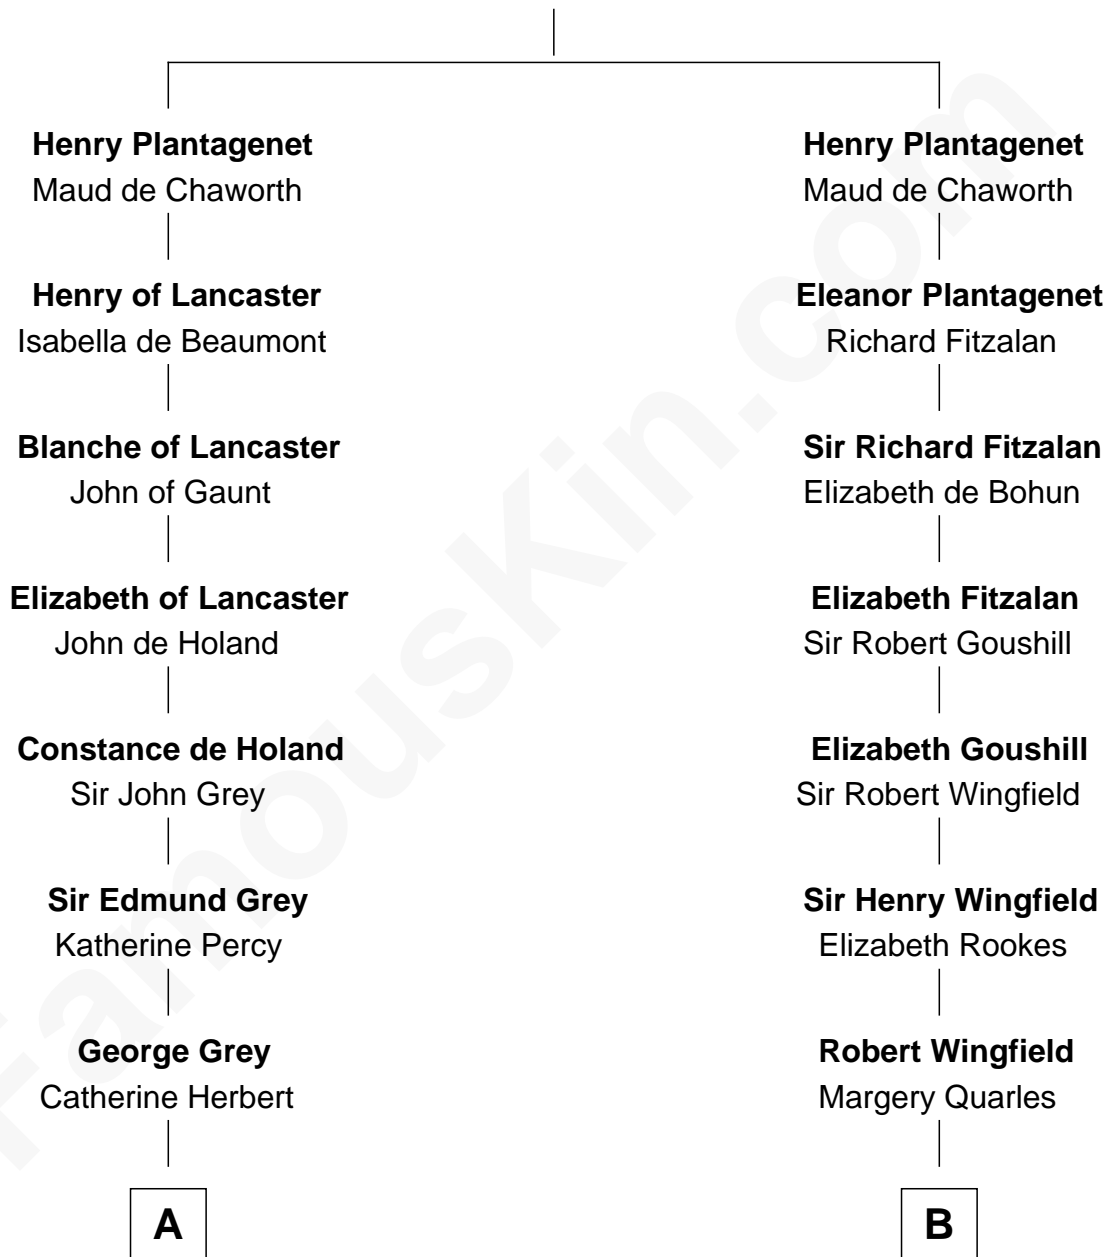 Henry Plantagenet
Maud de Chaworth
Henry of Lancaster
Isabella de Beaumont
Blanche of Lancaster
John of Gaunt
Elizabeth of Lancaster
John de Holand
Constance de Holand
Sir John Grey
Sir Edmund Grey
Katherine Percy
George Grey
Catherine Herbert
A
Henry Plantagenet
Maud de Chaworth
Eleanor Plantagenet
Richard Fitzalan
Sir Richard Fitzalan
Elizabeth de Bohun
Elizabeth Fitzalan
Sir Robert Goushill
Elizabeth Goushill
Sir Robert Wingfield
Sir Henry Wingfield
Elizabeth Rookes
Robert Wingfield
Margery Quarles
B
FamousKin.com